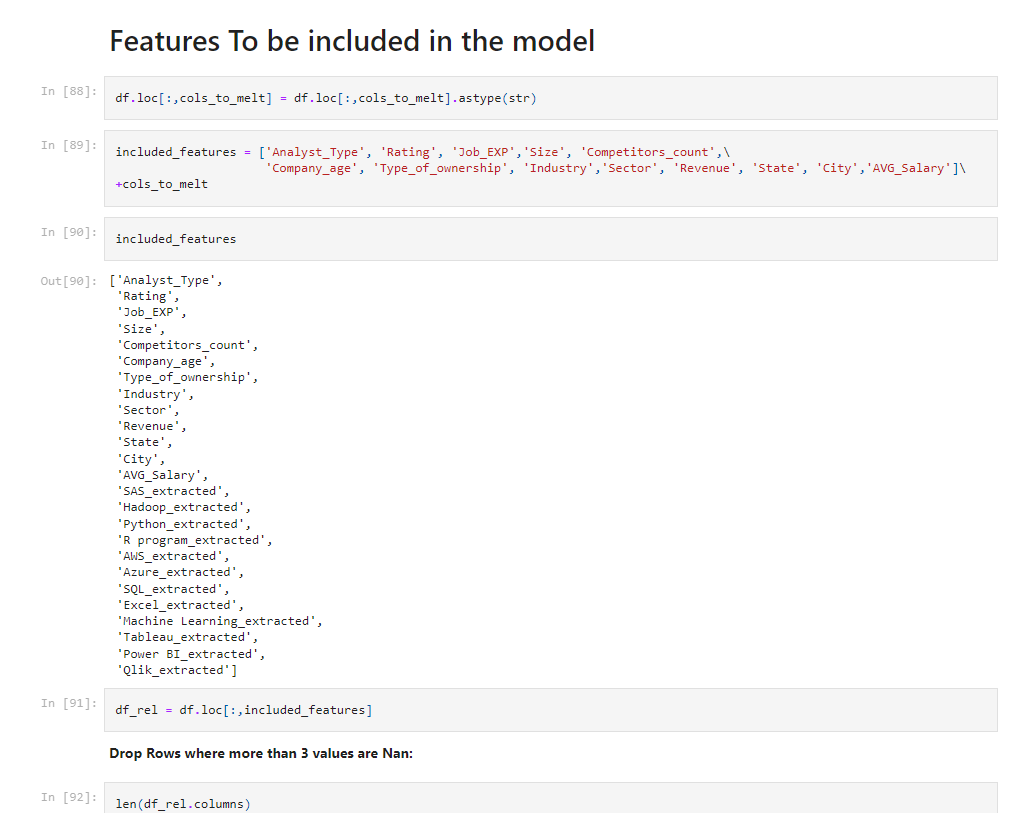 Features To be included in the model
In [88]:
df.loc[:,cols_to_melt] = df.loc[:,cols_to_melt].astype(str)
In [89]:
included_features = ['Analyst_Type', 'Rating', 'Job_EXP','Size', 'Competitors_count',\
'Company_age', 'Type_of_ownership', 'Industry','Sector', 'Revenue', 'State', 'City','AVG_Salary']\
+cols_to_melt
In [90]:
included_features
Out[90]:
['Analyst_Type',
'Rating',
'Job_EXP',
'Size',
'Competitors_count',
'Company_age',
'Type_of_ownership',
'Industry',
'Sector',
'Revenue',
'State',
'City',
'AVG_Salary',
'SAS_extracted',
'Hadoop_extracted',
'Python_extracted',
'R program_extracted',
'AWS_extracted',
'Azure_extracted',
'SQL_extracted',
'Excel_extracted',
'Machine Learning_extracted',
'Tableau_extracted',
'Power BI_extracted',
'Qlik_extracted']
In [91]:
df_rel = df.loc[:,included_features]
Drop Rows where more than 3 values are Nan:
In [92]:
len(df_rel.columns)